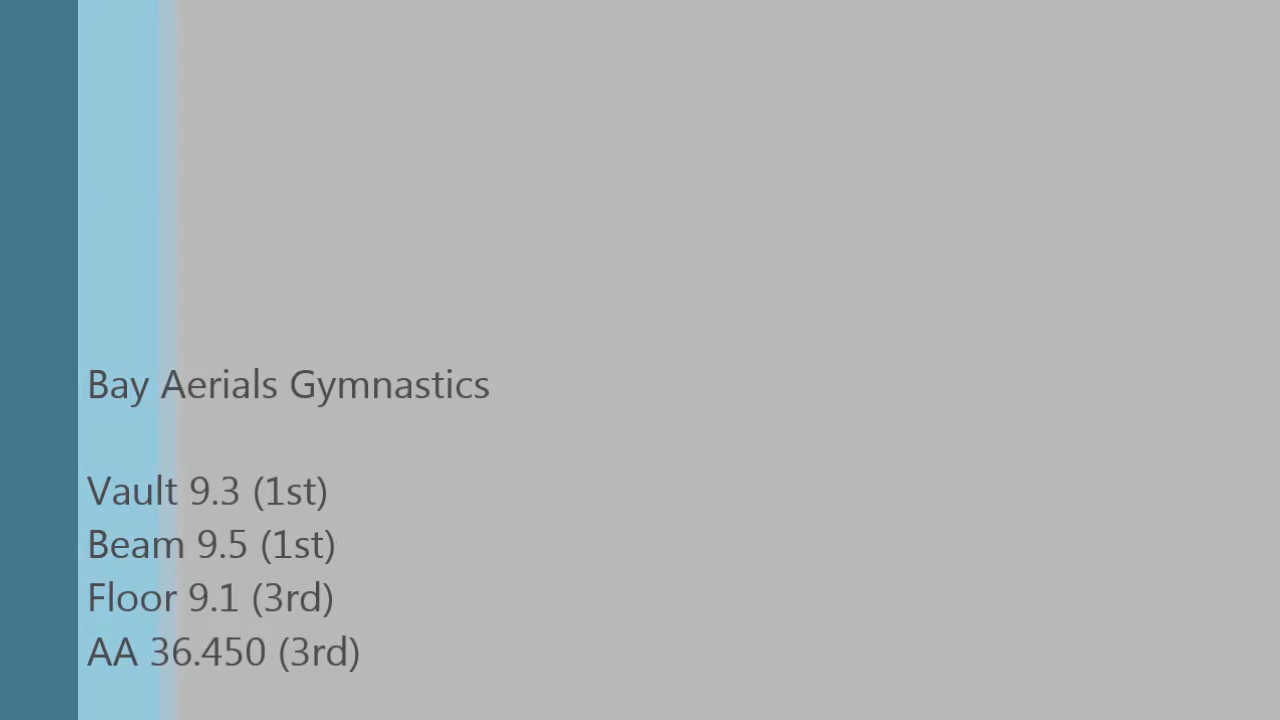 Bay Aerials Gymnastics
Vault 9.3 (1st)
Beam 9.5 (1st)
Floor 9.1 (3rd)
AA 36.450 (3rd)